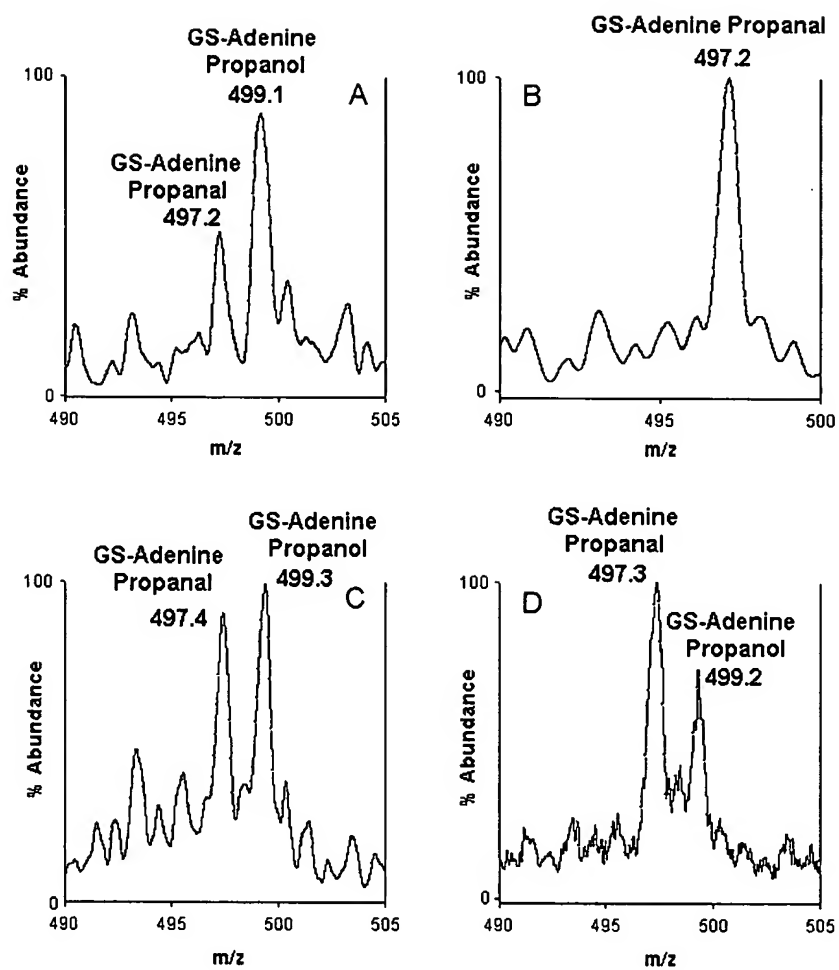 GS-Adenine
Propanol
499.1
A
GS-Adenine
Propanal
497.2
100
% Abundance
0
490
495
500
505
m/z
GS-Adenine Propanal
497.2
B
100
% Abundance
0
490
495
500
m/z
GS-Adenine
Propanal
497.4
GS-Adenine
Propanol
499.3
C
100
% Abundance
0
490
495
500
505
m/z
GS-Adenine
Propanal
497.3
D
GS-Adenine
Propanol
499.2
100
% Abundance
0
490
495
500
505
m/z